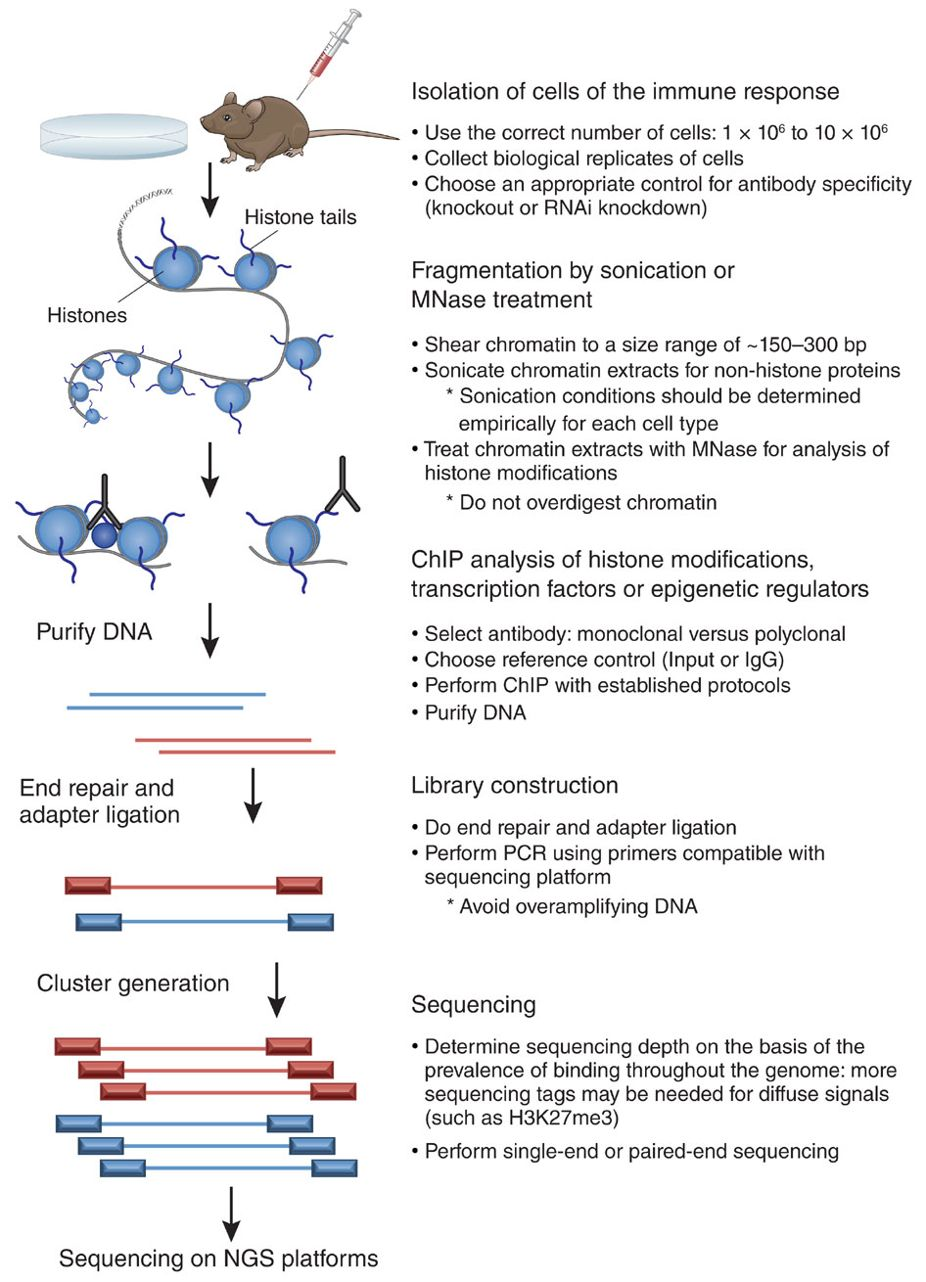 Isolation of cells of the immune response
• Use the correct number of cells: 1 × 10⁶ to 10 × 10⁶
• Collect biological replicates of cells
• Choose an appropriate control for antibody specificity
(knockout or RNAi knockdown)
Histone tails
Histones
Fragmentation by sonication or
MNase treatment
• Shear chromatin to a size range of ~150–300 bp
• Sonicate chromatin extracts for non-histone proteins
* Sonication conditions should be determined
empirically for each cell type
• Treat chromatin extracts with MNase for analysis of
histone modifications
* Do not overdigest chromatin
ChIP analysis of histone modifications,
transcription factors or epigenetic regulators
• Select antibody: monoclonal versus polyclonal
• Choose reference control (Input or IgG)
• Perform ChIP with established protocols
• Purify DNA
Purify DNA
End repair and
adapter ligation
Library construction
• Do end repair and adapter ligation
• Perform PCR using primers compatible with
sequencing platform
* Avoid overamplifying DNA
Cluster generation
Sequencing
• Determine sequencing depth on the basis of the
prevalence of binding throughout the genome: more
sequencing tags may be needed for diffuse signals
(such as H3K27me3)
• Perform single-end or paired-end sequencing
Sequencing on NGS platforms